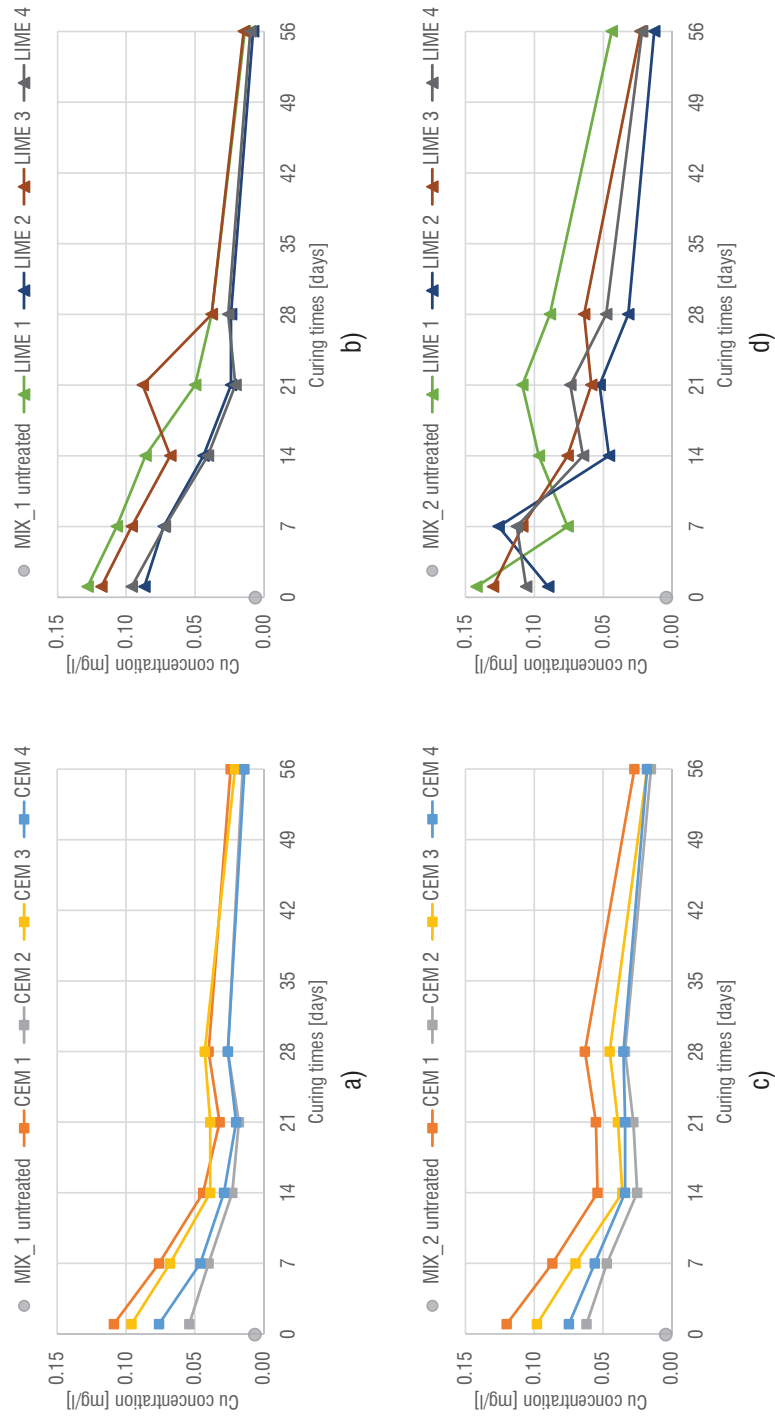 MIX_1 untreated CEM 1 CEM 2 CEM 3 CEM 4
Cu concentration [mg/l]
0.15
0.10
0.05
0.00
0 7 14 21 28 35 42 49 56
Curing times [days]
a)
MIX_1 untreated LIME 1 LIME 2 LIME 3 LIME 4
Cu concentration [mg/l]
0.15
0.10
0.05
0.00
0 7 14 21 28 35 42 49 56
Curing times [days]
b)
MIX_2 untreated CEM 1 CEM 2 CEM 3 CEM 4
Cu concentration [mg/l]
0.15
0.10
0.05
0.00
0 7 14 21 28 35 42 49 56
Curing times [days]
c)
MIX_2 untreated LIME 1 LIME 2 LIME 3 LIME 4
Cu concentration [mg/l]
0.15
0.10
0.05
0.00
0 7 14 21 28 35 42 49 56
Curing times [days]
d)